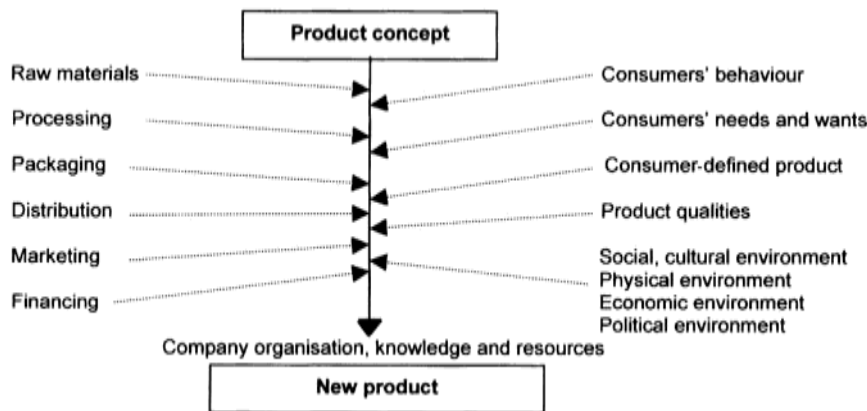 Product concept
Raw materials
Consumers' behaviour
Processing
Consumers' needs and wants
Packaging
Consumer-defined product
Distribution
Product qualities
Marketing
Social, cultural environment
Physical environment
Financing
Economic environment
Political environment
Company organisation, knowledge and resources
New product